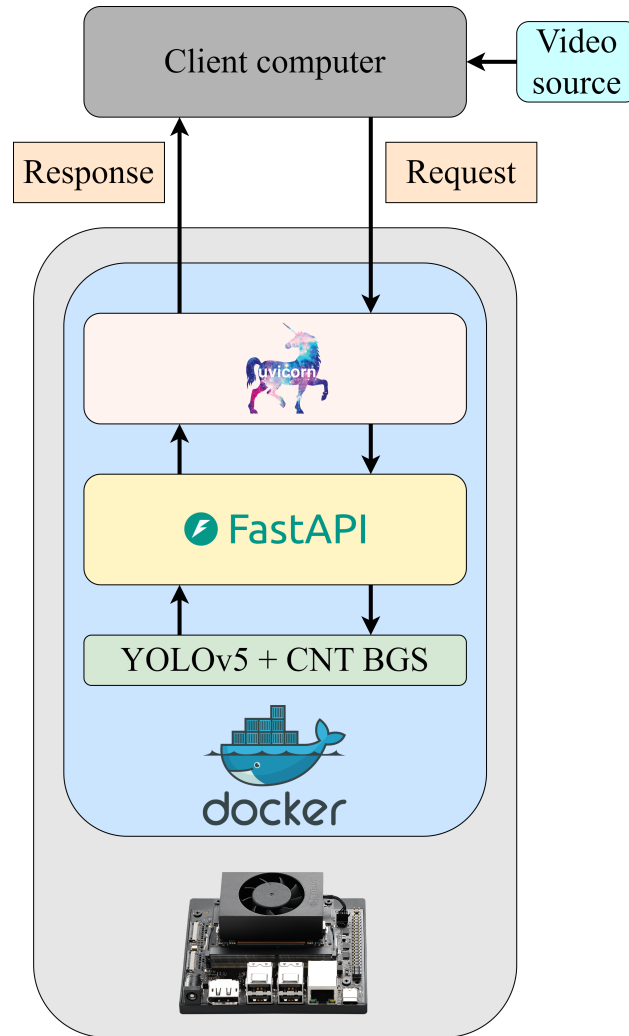 Client computer
Video
source
Response
Request
uvicorn
FastAPI
YOLOv5 + CNT BGS
docker